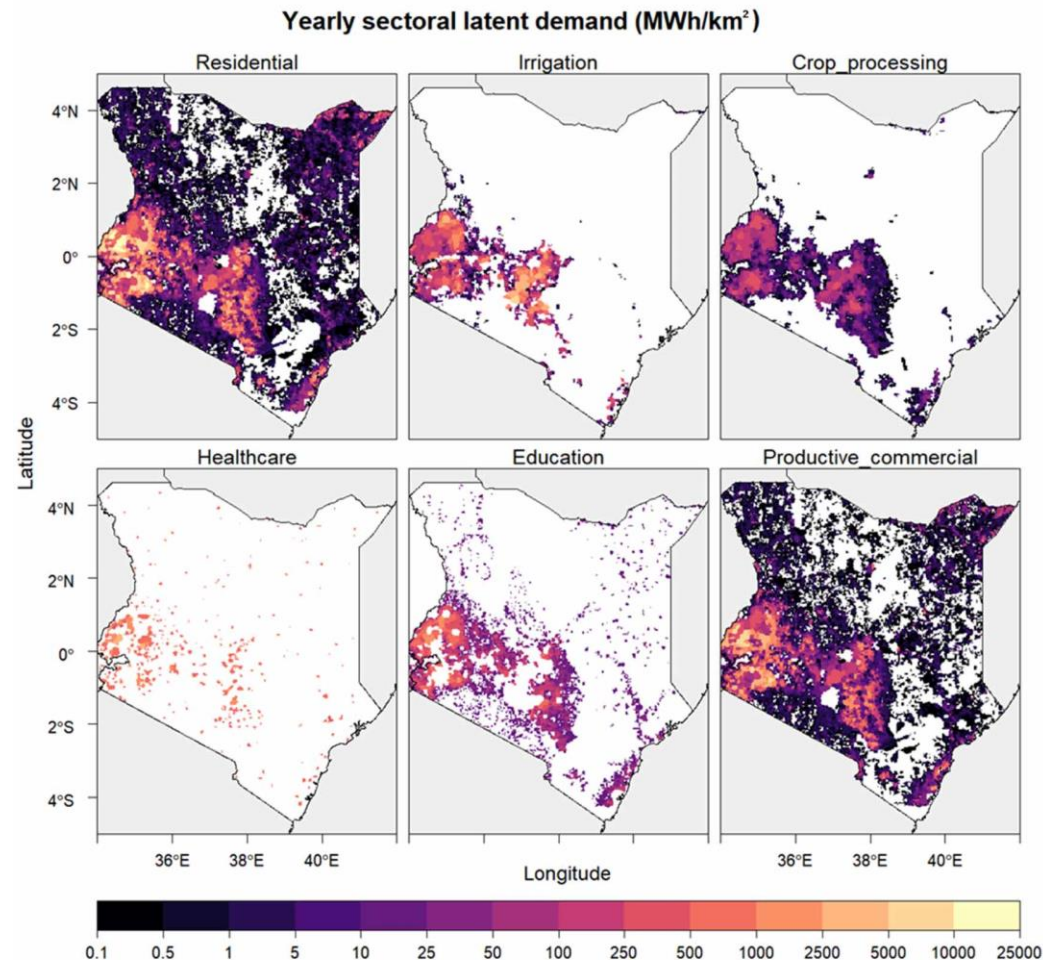 Yearly sectoral latent demand (MWh/km²)
Residential Irrigation Crop_processing
4°N
2°N
0°
2°S
4°S
Healthcare Education Productive_commercial
4°N
2°N
0°
2°S
4°S
Latitude
36°E 38°E 40°E 36°E 38°E 40°E
Longitude
0.1 0.5 1 5 10 25 50 100 250 500 1000 2500 5000 10000 25000